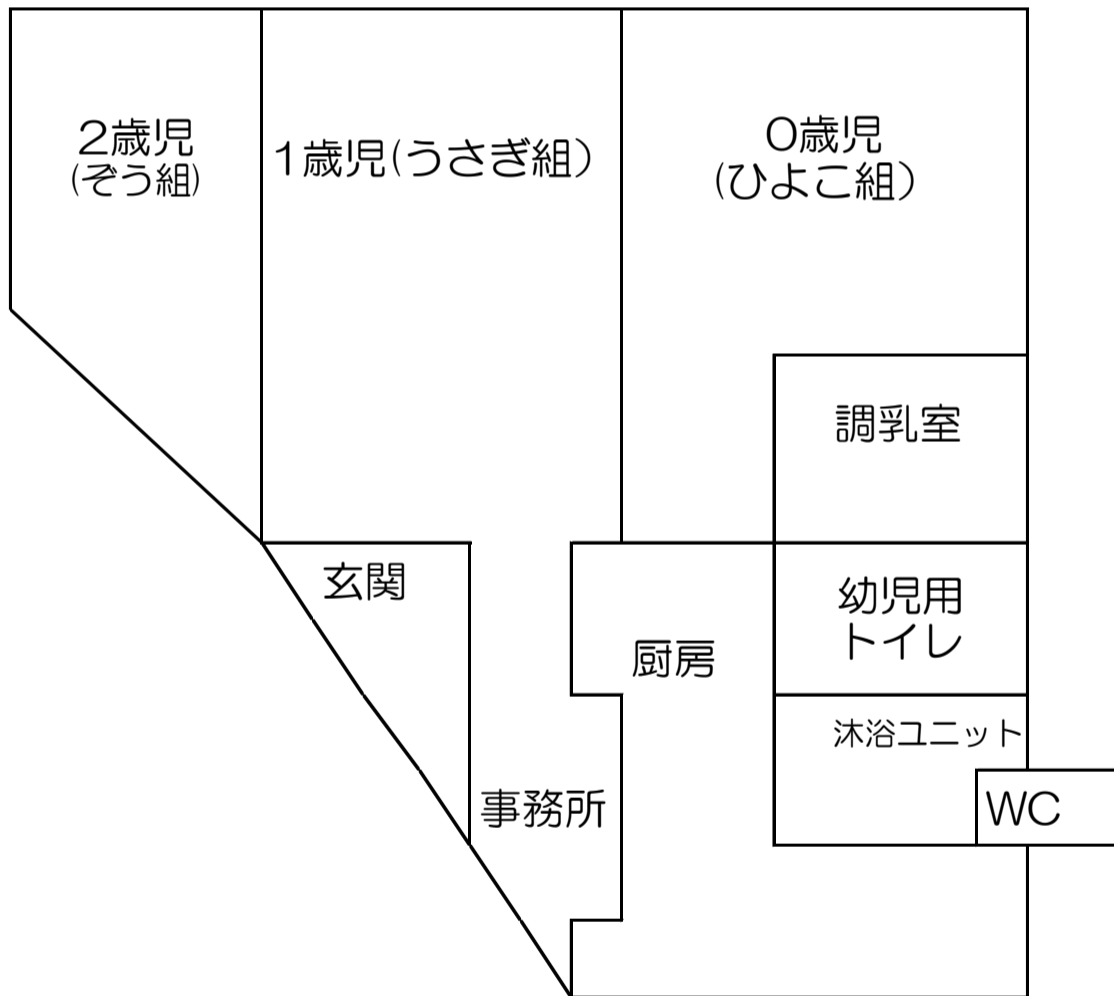 2歳児
(ぞう組)
1歳児(うさぎ組)
0歳児
(ひよこ組)
調乳室
玄関
幼児用
トイレ
厨房
沐浴ユニット
事務所
WC